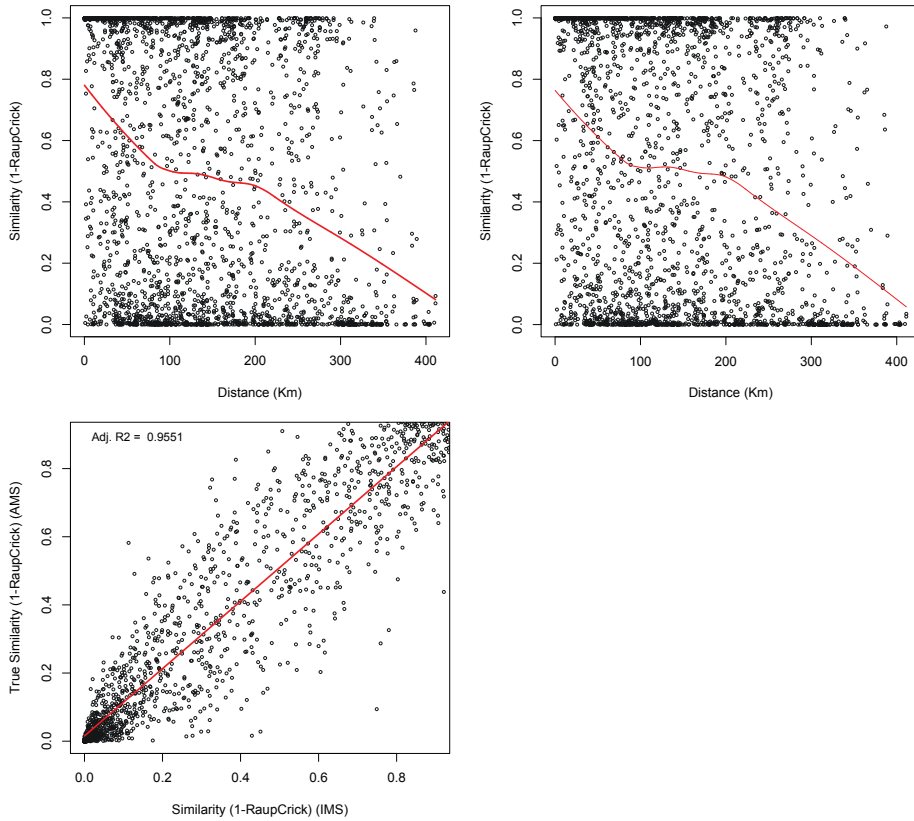 1.0
0.8
0.6
0.4
0.2
0.0
Similarity (1-RaupCrick)
0 100 200 300 400
Distance (Km)
1.0
0.8
0.6
0.4
0.2
0.0
Similarity (1-RaupCrick)
0 100 200 300 400
Distance (Km)
Adj. R2 = 0.9551
0.8
0.6
0.4
0.2
0.0
True Similarity (1-RaupCrick) (AMS)
0.0 0.2 0.4 0.6 0.8
Similarity (1-RaupCrick) (IMS)